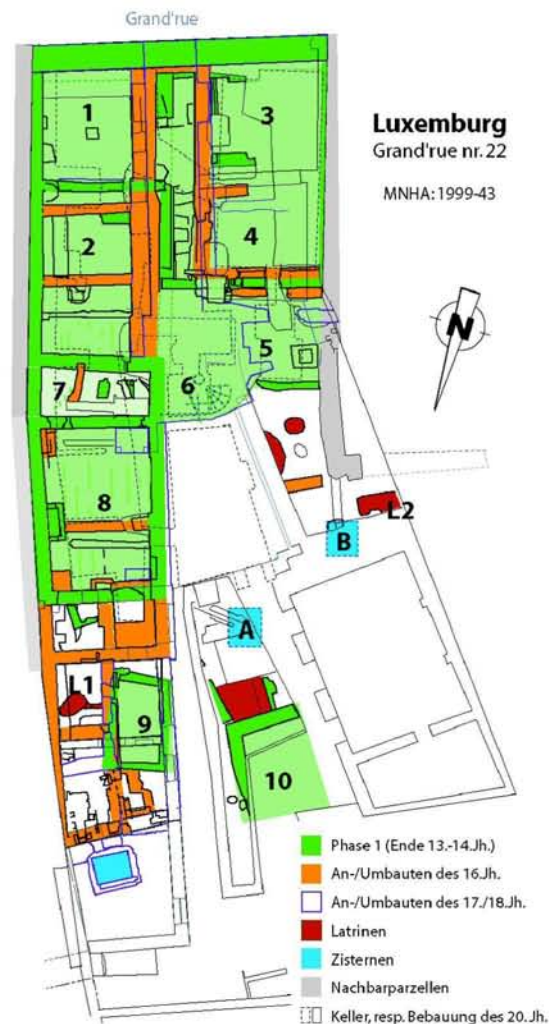 Grand'rue
Luxemburg
Grand'rue nr. 22
MNHA: 1999-43
1
3
2
4
N
5
7
6
8
L2
B
A
L1
9
10
Phase 1 (Ende 13.-14.Jh.)
An-/Umbauten des 16.Jh.
An-/Umbauten des 17./18.Jh.
Latrinen
Zisternen
Nachbarparzellen
Keller, resp. Bebauung des 20.Jh.